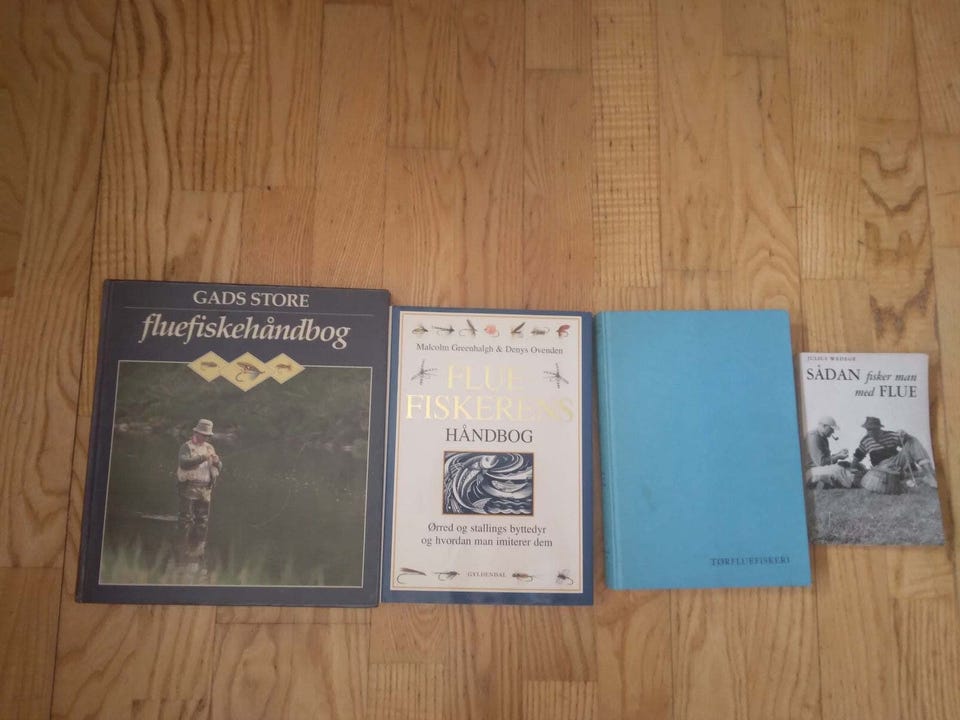 GADS STORE
fluefiskehåndbog
Malcolm Greenhalgh & Denys Ovenden
FLUE
FISKERENS
HÅNDBOG
Ørred og stallings byttedyr
og hvordan man imiterer dem
GYLDENDAL
TØRFLUEFISKERI
JULIUS WEDEGE
SÅDAN fisker man
med FLUE